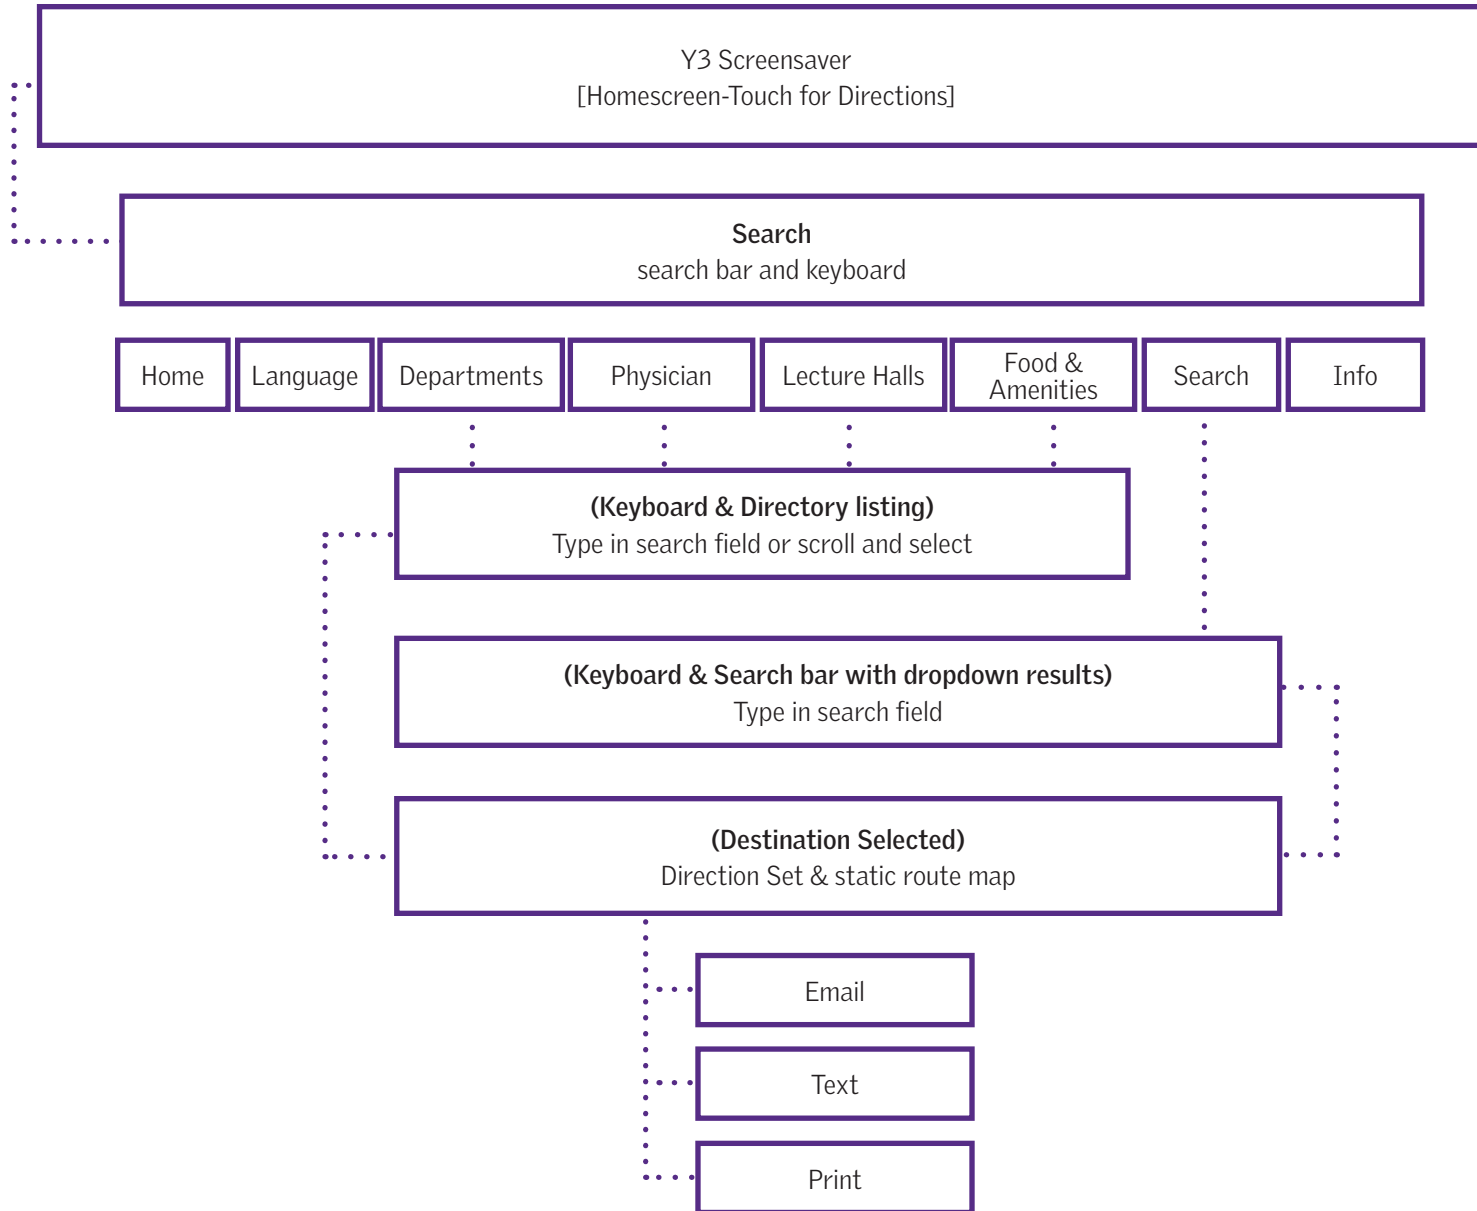 Y3 Screensaver
[Homescreen-Touch for Directions]
Search
search bar and keyboard
Home
Language
Departments
Physician
Lecture Halls
Food &
Amenities
Search
Info
(Keyboard & Directory listing)
Type in search field or scroll and select
(Keyboard & Search bar with dropdown results)
Type in search field
(Destination Selected)
Direction Set & static route map
Email
Text
Print